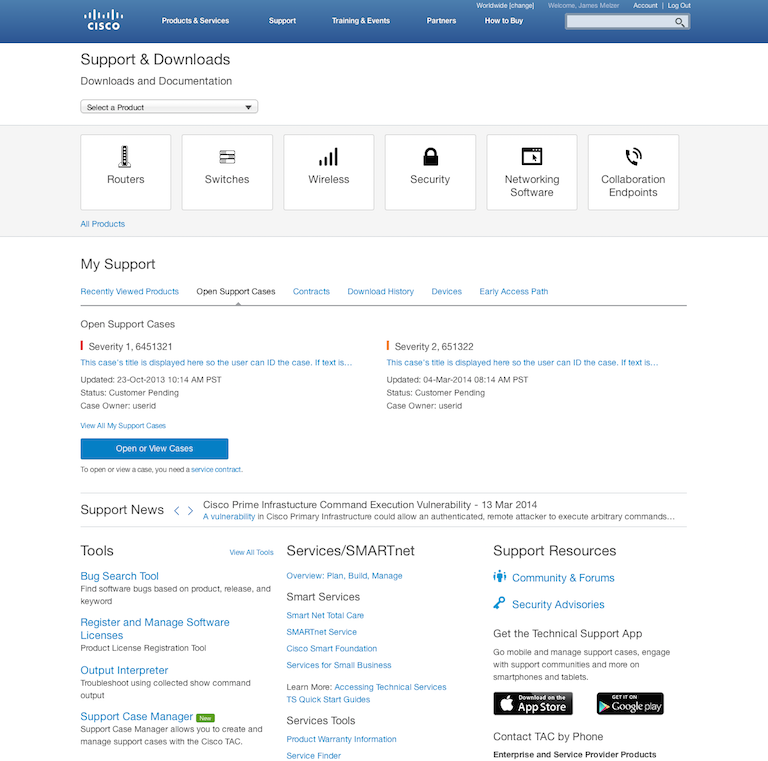 Worldwide [change] Welcome, James Melzer Account | Log Out
CISCO
Products & Services Support Training & Events Partners How to Buy
Support & Downloads
Downloads and Documentation
Select a Product
Routers
Switches
Wireless
Security
Networking
Software
Collaboration
Endpoints
All Products
My Support
Recently Viewed Products Open Support Cases Contracts Download History Devices Early Access Path
Open Support Cases
Severity 1, 6451321
This case's title is displayed here so the user can ID the case. If text is...
Updated: 23-Oct-2013 10:14 AM PST
Status: Customer Pending
Case Owner: userid
Severity 2, 651322
This case's title is displayed here so the user can ID the case. If text is...
Updated: 04-Mar-2014 08:14 AM PST
Status: Customer Pending
Case Owner: userid
View All My Support Cases
Open or View Cases
To open or view a case, you need a service contract.
Support News
Cisco Prime Infrastucture Command Execution Vulnerability - 13 Mar 2014
A vulnerability in Cisco Primary Infrastructure could allow an authenticated, remote attacker to execute arbitrary commands...
Tools
View All Tools
Bug Search Tool
Find software bugs based on product, release, and
keyword
Register and Manage Software
Licenses
Product License Registration Tool
Output Interpreter
Troubleshoot using collected show command
output
Support Case Manager New
Support Case Manager allows you to create and
manage support cases with the Cisco TAC.
Services/SMARTnet
Overview: Plan, Build, Manage
Smart Services
Smart Net Total Care
SMARTnet Service
Cisco Smart Foundation
Services for Small Business
Learn More: Accessing Technical Services
TS Quick Start Guides
Services Tools
Product Warranty Information
Service Finder
Support Resources
Community & Forums
Security Advisories
Get the Technical Support App
Go mobile and manage support cases, engage
with support communities and more on
smartphones and tablets.
Download on the
App Store
GET IT ON
Google play
Contact TAC by Phone
Enterprise and Service Provider Products